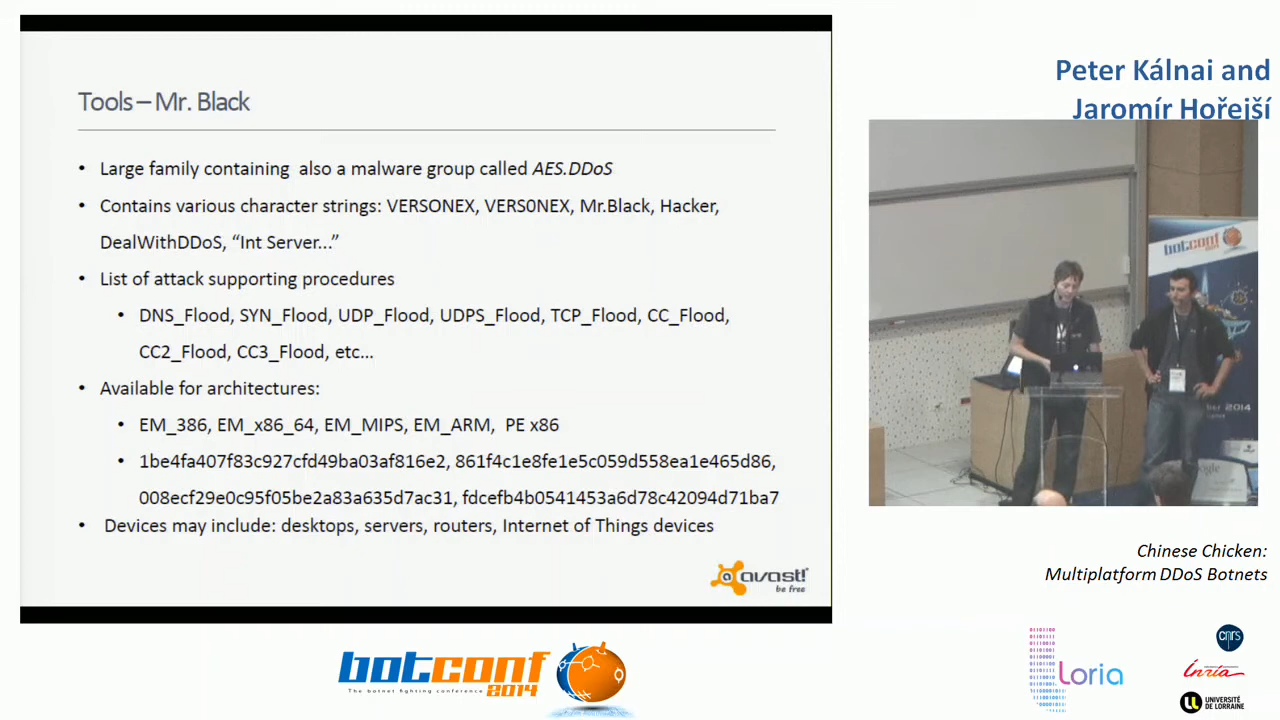 Tools – Mr. Black
• Large family containing also a malware group called AES.DDoS
• Contains various character strings: VERSONEX, VERS0NEX, Mr.Black, Hacker,
DealWithDDoS, “Int Server...”
• List of attack supporting procedures
• DNS_Flood, SYN_Flood, UDP_Flood, UDPS_Flood, TCP_Flood, CC_Flood,
CC2_Flood, CC3_Flood, etc...
• Available for architectures:
• EM_386, EM_x86_64, EM_MIPS, EM_ARM, PE x86
• 1be4fa407f83c927cfd49ba03af816e2, 861f4c1e8fe1e5c059d558ea1e465d86,
008ecf29e0c95f05be2a83a635d7ac31, fdcefb4b0541453a6d78c42094d71ba7
• Devices may include: desktops, servers, routers, Internet of Things devices
avast!
be free
Peter Kálnai and
Jaromír Hořejší
botconf
2014
Google
Chinese Chicken:
Multiplatform DDoS Botnets
botconf
The botnet fighting conference 2014
Loria
cnrs
inria
UNIVERSITÉ
DE LORRAINE